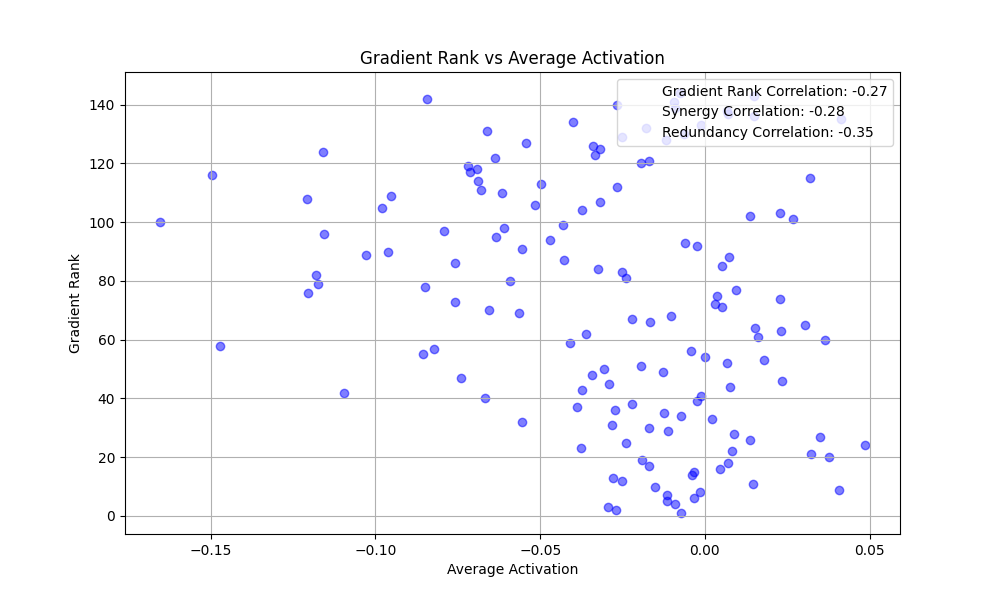 Gradient Rank vs Average Activation
Gradient Rank Correlation: -0.27
Synergy Correlation: -0.28
Redundancy Correlation: -0.35
Gradient Rank
140
120
100
80
60
40
20
0
−0.15
−0.10
−0.05
0.00
0.05
Average Activation